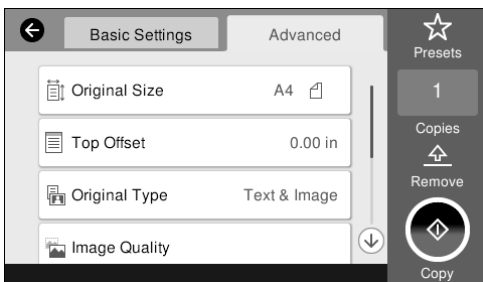 Basic Settings
Advanced
Original Size
A4
Top Offset
0.00 in
Original Type
Text & Image
Image Quality
Presets
1
Copies
Remove
Copy